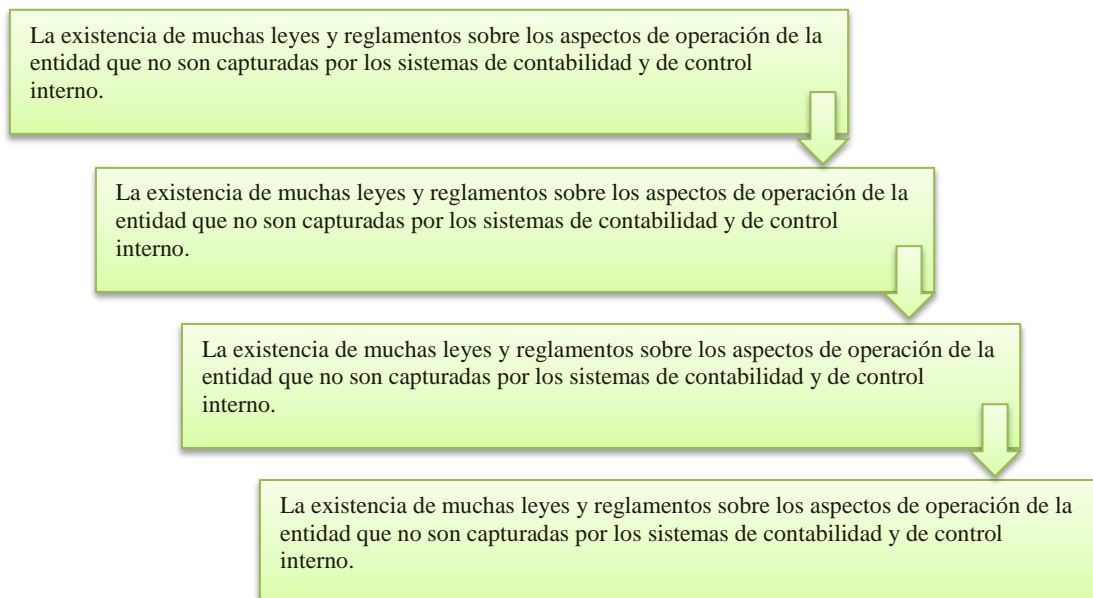 La existencia de muchas leyes y reglamentos sobre los aspectos de operación de la
entidad que no son capturadas por los sistemas de contabilidad y de control
interno.
La existencia de muchas leyes y reglamentos sobre los aspectos de operación de la
entidad que no son capturadas por los sistemas de contabilidad y de control
interno.
La existencia de muchas leyes y reglamentos sobre los aspectos de operación de la
entidad que no son capturadas por los sistemas de contabilidad y de control
interno.
La existencia de muchas leyes y reglamentos sobre los aspectos de operación de la
entidad que no son capturadas por los sistemas de contabilidad y de control
interno.